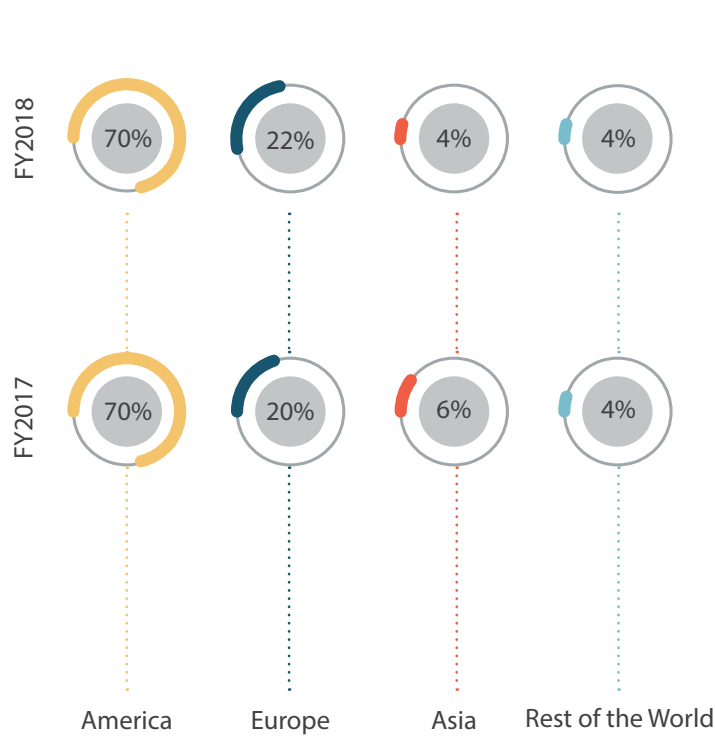 FY2018
70%
22%
4%
4%
FY2017
70%
20%
6%
4%
America
Europe
Asia
Rest of the World